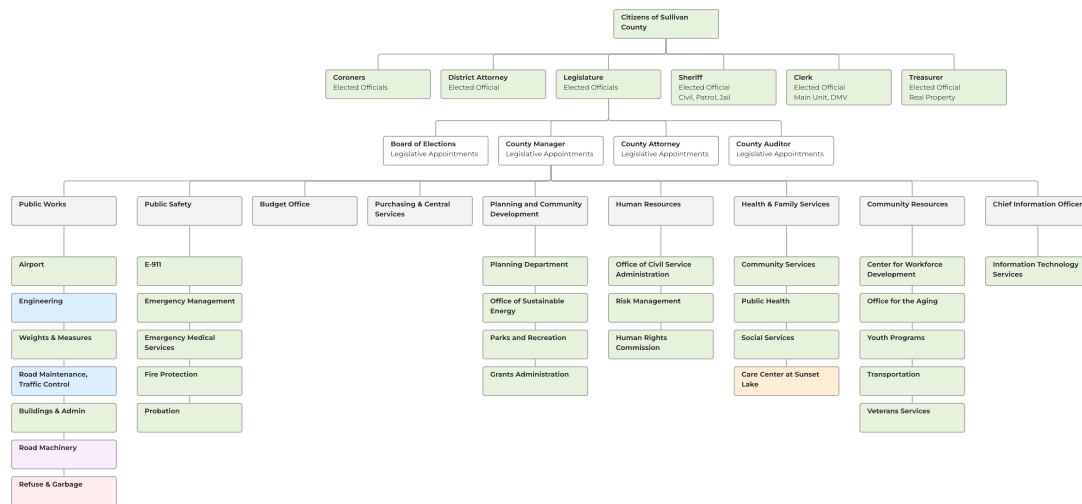 Citizens of Sullivan
County
Coroners
Elected Officials
District Attorney
Elected Official
Legislature
Elected Officials
Sheriff
Elected Official
Civil, Patrol, Jail
Clerk
Elected Official
Main Unit, DMV
Treasurer
Elected Official
Real Property
Board of Elections
Legislative Appointments
County Manager
Legislative Appointments
County Attorney
Legislative Appointments
County Auditor
Legislative Appointments
Public Works
Public Safety
Budget Office
Purchasing & Central
Services
Planning and Community
Development
Human Resources
Health & Family Services
Community Resources
Chief Information Officer
Airport
Engineering
Weights & Measures
Road Maintenance,
Traffic Control
Buildings & Admin
Road Machinery
Refuse & Garbage
E-911
Emergency Management
Emergency Medical
Services
Fire Protection
Probation
Planning Department
Office of Sustainable
Energy
Parks and Recreation
Grants Administration
Office of Civil Service
Administration
Risk Management
Human Rights
Commission
Community Services
Public Health
Social Services
Care Center at Sunset
Lake
Center for Workforce
Development
Office for the Aging
Youth Programs
Transportation
Veterans Services
Information Technology
Services